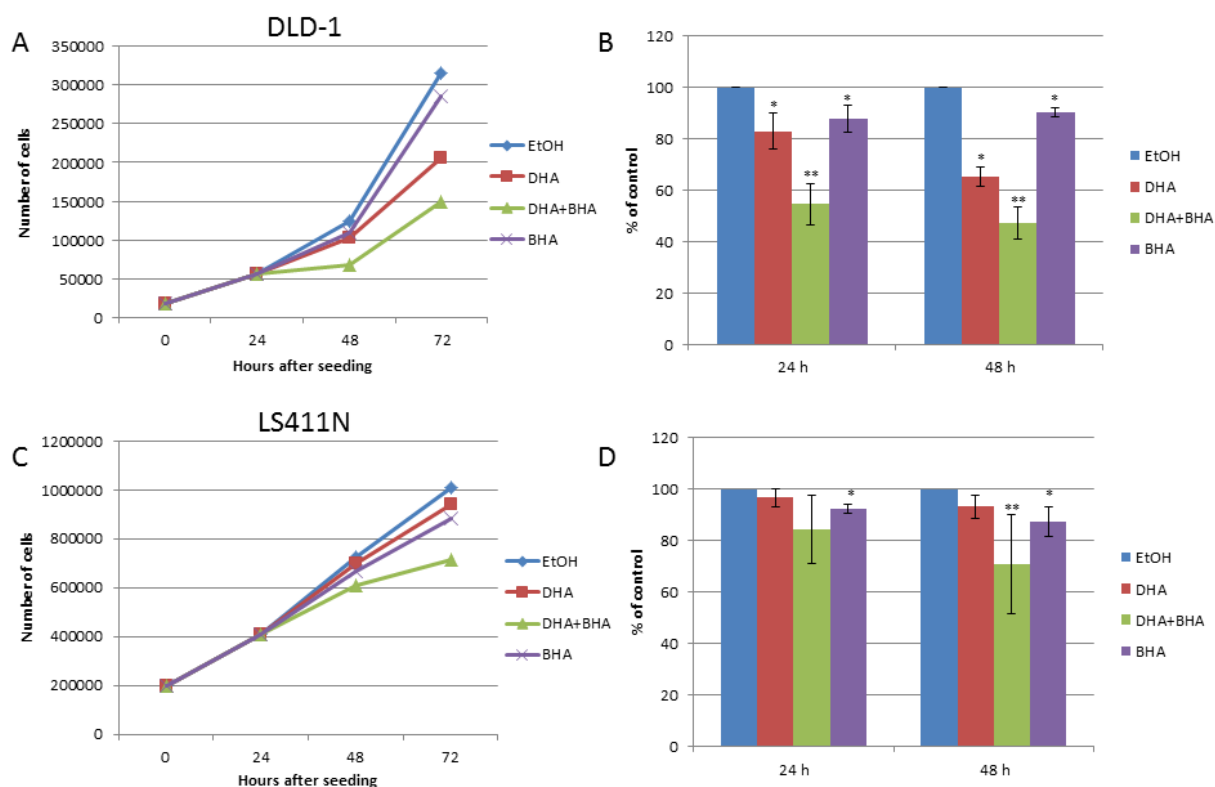 A
DLD-1
350000
300000
250000
200000
150000
100000
50000
0
Number of cells
0 24 48 72
Hours after seeding
EtOH
DHA
DHA+BHA
BHA
B
120
100
80
60
40
20
0
% of control
* ** *
* ** *
24 h 48 h
EtOH
DHA
DHA+BHA
BHA
C
LS411N
1200000
1000000
800000
600000
400000
200000
0
Number of cells
0 24 48 72
Hours after seeding
EtOH
DHA
DHA+BHA
BHA
D
120
100
80
60
40
20
0
% of control
*
** *
24 h 48 h
EtOH
DHA
DHA+BHA
BHA